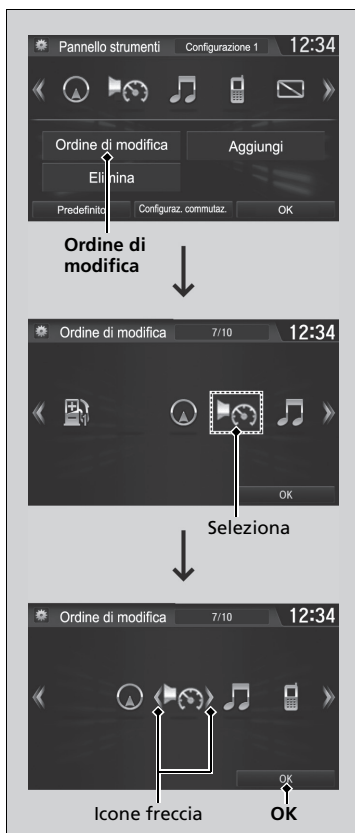 Pannello strumenti Configurazione 1 12:34
Ordine di modifica Aggiungi
Elimina
Predefinito Configuraz. commutaz. OK
Ordine di
modifica
Ordine di modifica 7/10 12:34
OK
Seleziona
Ordine di modifica 7/10 12:34
OK
Icone freccia OK